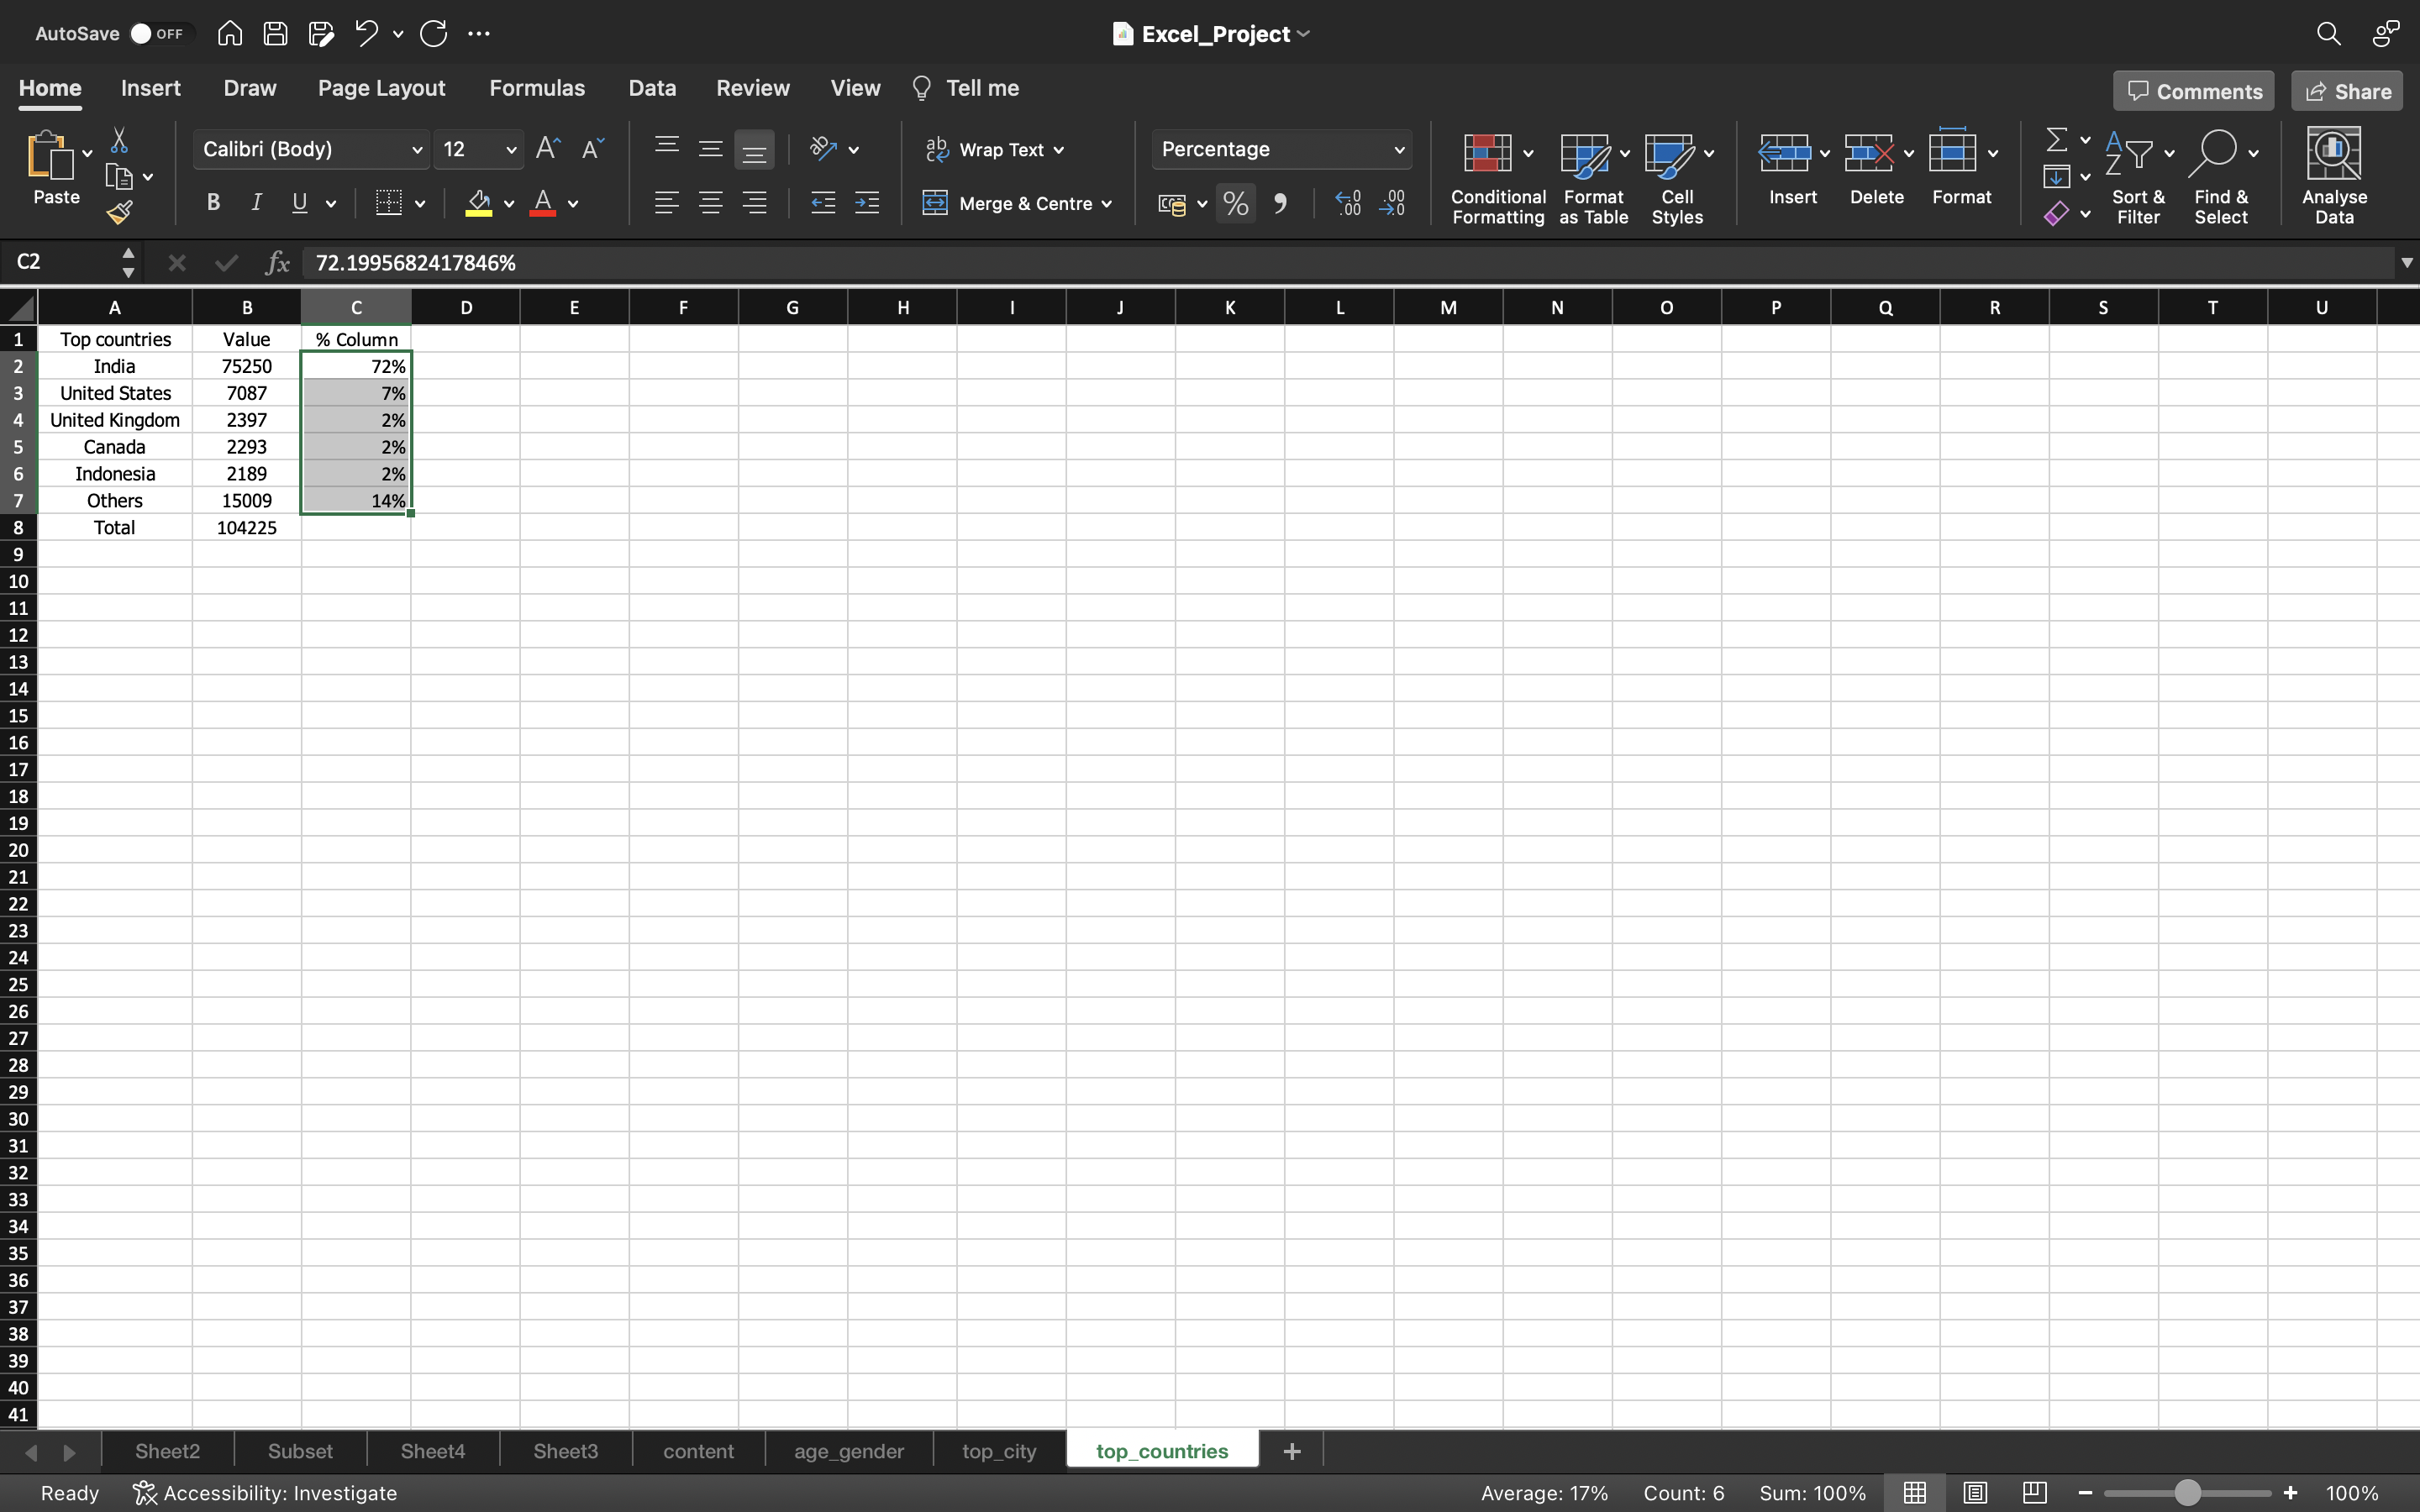 AutoSave OFF Excel_Project
Home Insert Draw Page Layout Formulas Data Review View Tell me Comments Share
Paste Calibri (Body) 12 A A ab Wrap Text Percentage
B I U A Merge & Centre % Conditional Formatting Format as Table Cell Styles Insert Delete Format Sort & Filter Find & Select Analyse Data
C2 fx 72.1995682417846%
A B C D E F G H I J K L M N O P Q R S T U
1 Top countries Value % Column
2 India 75250 72%
3 United States 7087 7%
4 United Kingdom 2397 2%
5 Canada 2293 2%
6 Indonesia 2189 2%
7 Others 15009 14%
8 Total 104225
9
10
11
12
13
14
15
16
17
18
19
20
21
22
23
24
25
26
27
28
29
30
31
32
33
34
35
36
37
38
39
40
41
Sheet2 Subset Sheet4 Sheet3 content age_gender top_city top_countries +
Ready Accessibility: Investigate Average: 17% Count: 6 Sum: 100% 100%